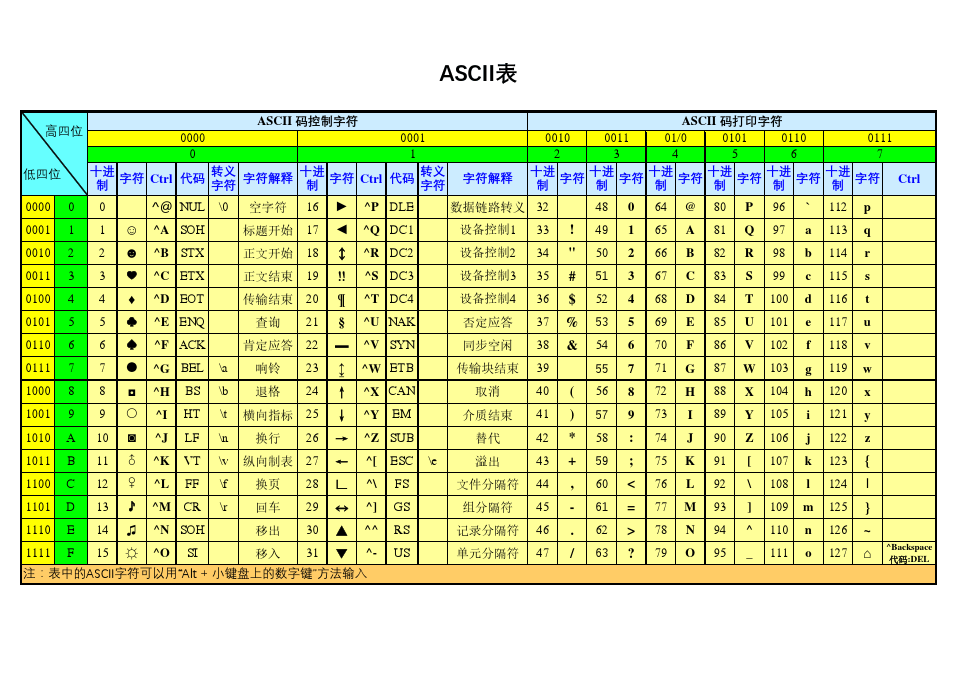 ASCII表
高四位
低四位
ASCII 码控制字符 ASCII 码打印字符
0000 0001 0010 0011 01/0 0101 0110 0111
0 1 2 3 4 5 6 7
十进制 字符 Ctrl 代码 转义字符 字符解释 十进制 字符 Ctrl 代码 转义字符 字符解释 十进制 字符 十进制 字符 十进制 字符 十进制 字符 十进制 字符 十进制 字符 Ctrl
0000 0 0 ^@ NUL \0 空字符 16 ► ^P DLE 数据链路转义 32 48 0 64 @ 80 P 96 ` 112 p
0001 1 1 ☺ ^A SOH 标题开始 17 ◄ ^Q DC1 设备控制1 33 ! 49 1 65 A 81 Q 97 a 113 q
0010 2 2 ☻ ^B STX 正文开始 18 ↕ ^R DC2 设备控制2 34 " 50 2 66 B 82 R 98 b 114 r
0011 3 3 ♥ ^C ETX 正文结束 19 ‼ ^S DC3 设备控制3 35 # 51 3 67 C 83 S 99 c 115 s
0100 4 4 ♦ ^D EOT 传输结束 20 ¶ ^T DC4 设备控制4 36 $ 52 4 68 D 84 T 100 d 116 t
0101 5 5 ♣ ^E ENQ 查询 21 § ^U NAK 否定应答 37 % 53 5 69 E 85 U 101 e 117 u
0110 6 6 ♠ ^F ACK 肯定应答 22 ▬ ^V SYN 同步空闲 38 & 54 6 70 F 86 V 102 f 118 v
0111 7 7 ● ^G BEL \a 响铃 23 ↨ ^W ETB 传输块结束 39 55 7 71 G 87 W 103 g 119 w
1000 8 8 ◘ ^H BS \b 退格 24 ↑ ^X CAN 取消 40 ( 56 8 72 H 88 X 104 h 120 x
1001 9 9 ○ ^I HT \t 横向指标 25 ↓ ^Y EM 介质结束 41 ) 57 9 73 I 89 Y 105 i 121 y
1010 A 10 ◙ ^J LF \n 换行 26 → ^Z SUB 替代 42 * 58 : 74 J 90 Z 106 j 122 z
1011 B 11 ♂ ^K VT \v 纵向制表 27 ← ^[ ESC \e 溢出 43 + 59 ; 75 K 91 [ 107 k 123 {
1100 C 12 ♀ ^L FF \f 换页 28 ∟ ^\ FS 文件分隔符 44 , 60 < 76 L 92 \ 108 l 124 |
1101 D 13 ♪ ^M CR \r 回车 29 ↔ ^] GS 组分隔符 45 - 61 = 77 M 93 ] 109 m 125 }
1110 E 14 ♫ ^N SOH 移出 30 ▲ ^^ RS 记录分隔符 46 . 62 > 78 N 94 ^ 110 n 126 ~
1111 F 15 ☼ ^O SI 移入 31 ▼ ^- US 单元分隔符 47 / 63 ? 79 O 95 _ 111 o 127 ⌂ ^Backspace 代码:DEL
注：表中的ASCII字符可以用“Alt + 小键盘上的数字键”方法输入